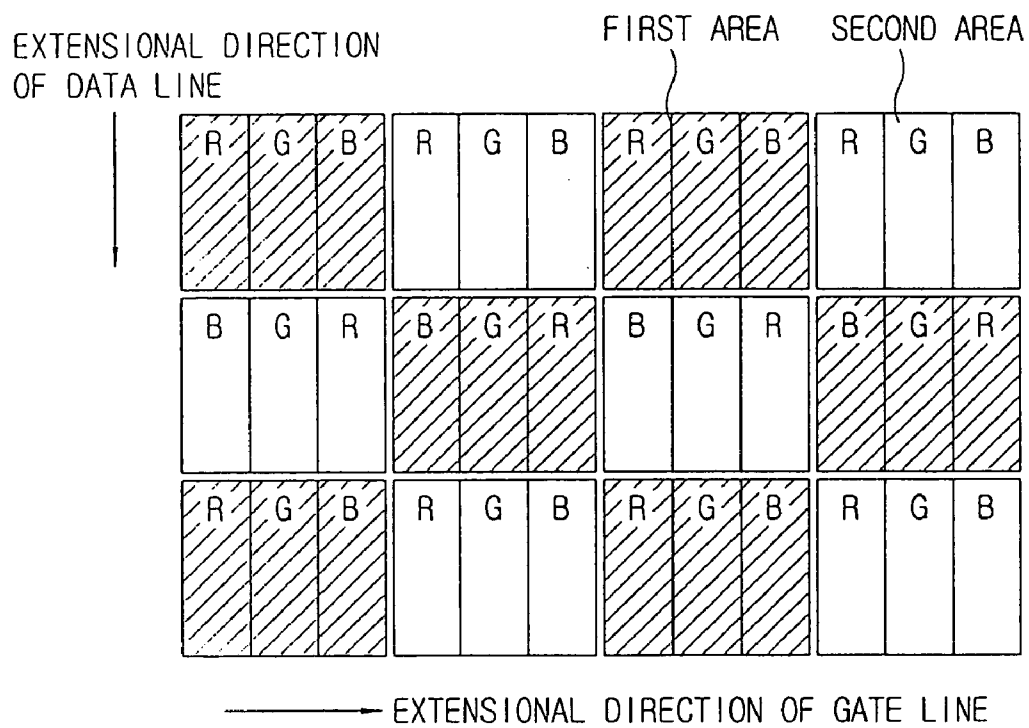 EXTENSIONAL DIRECTION
OF DATA LINE
FIRST AREA SECOND AREA
R G B R G B R G B R G B
B G R B G R B G R B G R
R G B R G B R G B R G B
EXTENSIONAL DIRECTION OF GATE LINE